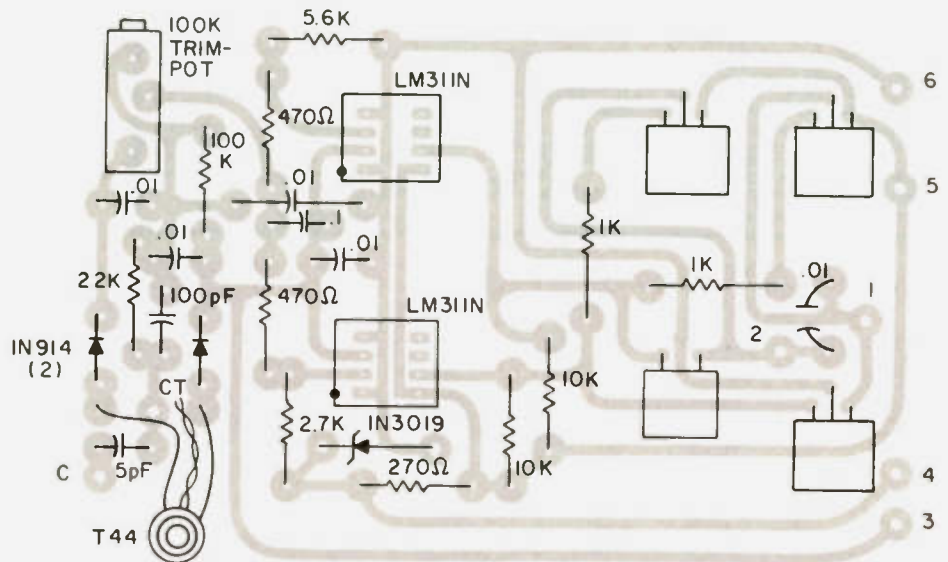 100K
TRIM-
POT
5.6K
LM311N
6
470Ω
100
K
.01
.01
5
.1
.01
.01
1K
22K
100pF
470Ω
1K
.01
1
LM311N
2
IN914
(2)
CT
10K
2.7K
IN3019
10K
C
5pF
270Ω
4
T44
3